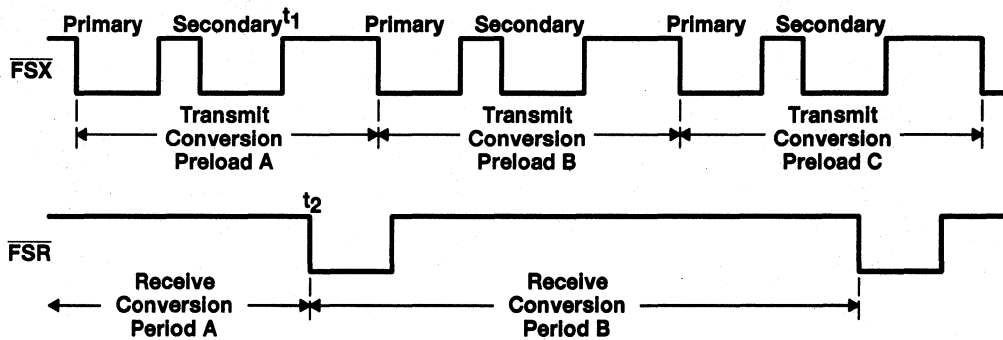 Primary Secondary t1 Primary Secondary Primary Secondary
FSX
Transmit
Conversion
Preload A
Transmit
Conversion
Preload B
Transmit
Conversion
Preload C
t2
FSR
Receive
Conversion
Period A
Receive
Conversion
Period B